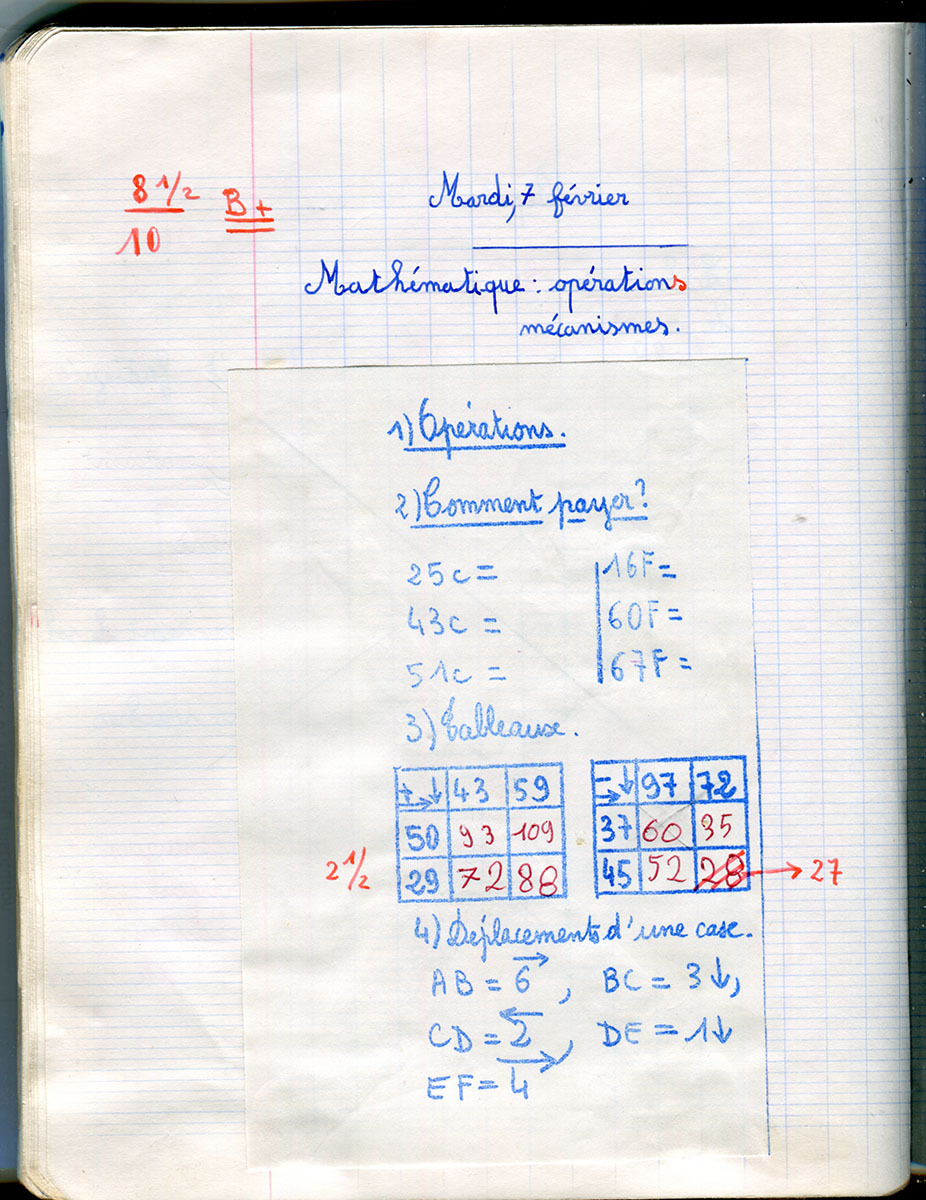 8 1/2
10
B+
Mardi, 7 février
Mathématique : opérations
mécanismes.
1) Opérations.
2) Comment payer?
25c = 16F =
43c = 60F =
51c = 67F =
3) Tableaux.
+ → ↓ 43 59
50 93 109
29 72 88
2 1/2
- → ↓ 97 72
37 60 35
45 52 28 → 27
4) Déplacements d'une case.
AB = 6→, BC = 3↓,
CD = 2←, DE = 1↓
EF = 4→